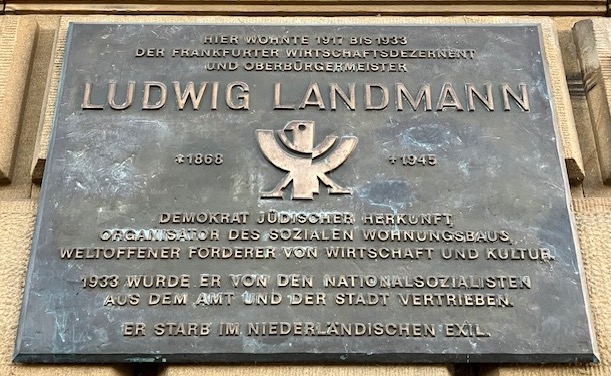 HIER WOHNTE 1917 BIS 1933
DER FRANKFURTER WIRTSCHAFTSDEZERNENT
UND OBERBÜRGERMEISTER
LUDWIG LANDMANN
*1868 +1945
DEMOKRAT JÜDISCHER HERKUNFT,
ORGANISATOR DES SOZIALEN WOHNUNGSBAUS,
WELTOFFENER FÖRDERER VON WIRTSCHAFT UND KULTUR.
1933 WURDE ER VON DEN NATIONALSOZIALISTEN
AUS DEM AMT UND DER STADT VERTRIEBEN.
ER STARB IM NIEDERLÄNDISCHEN EXIL.